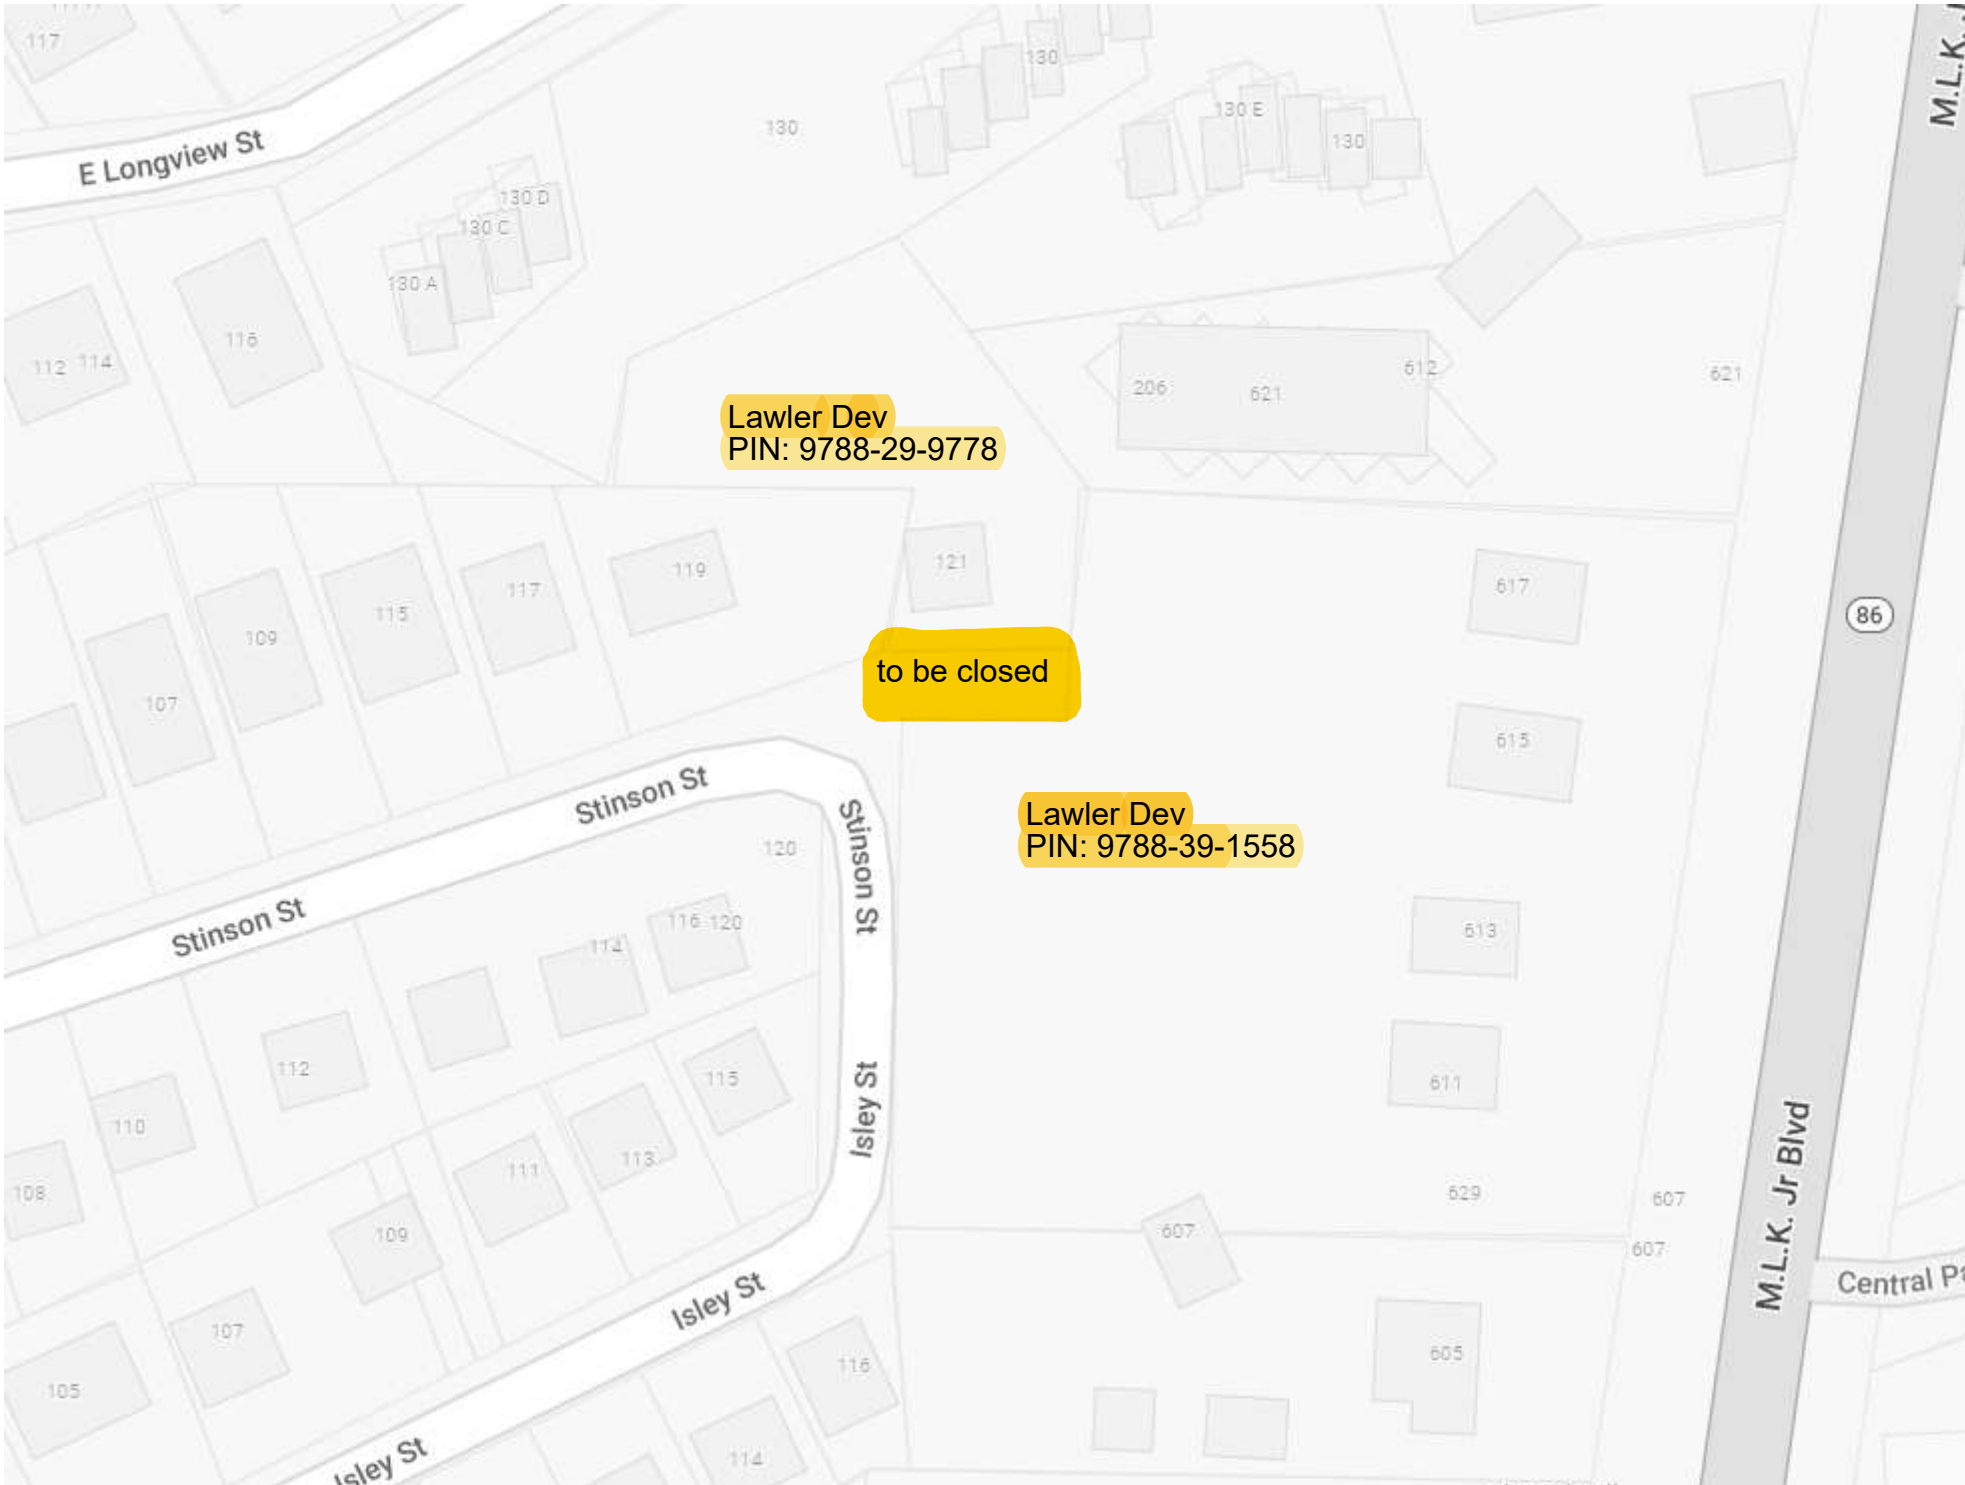 117
130
M.L.K. J
130
130 E
130
E Longview St
130 D
130 C
130 A
116
112 114
206
621
612
621
Lawler Dev
PIN: 9788-29-9778
121
119
117
115
109
107
617
86
to be closed
615
Stinson St
Lawler Dev
PIN: 9788-39-1558
120
Stinson St
Stinson St
116 120
114
613
112
115
Isley St
611
110
111
113
108
629
607
M.L.K. Jr Blvd
109
607
607
Central Pa
Isley St
107
605
116
105
114
Isley St